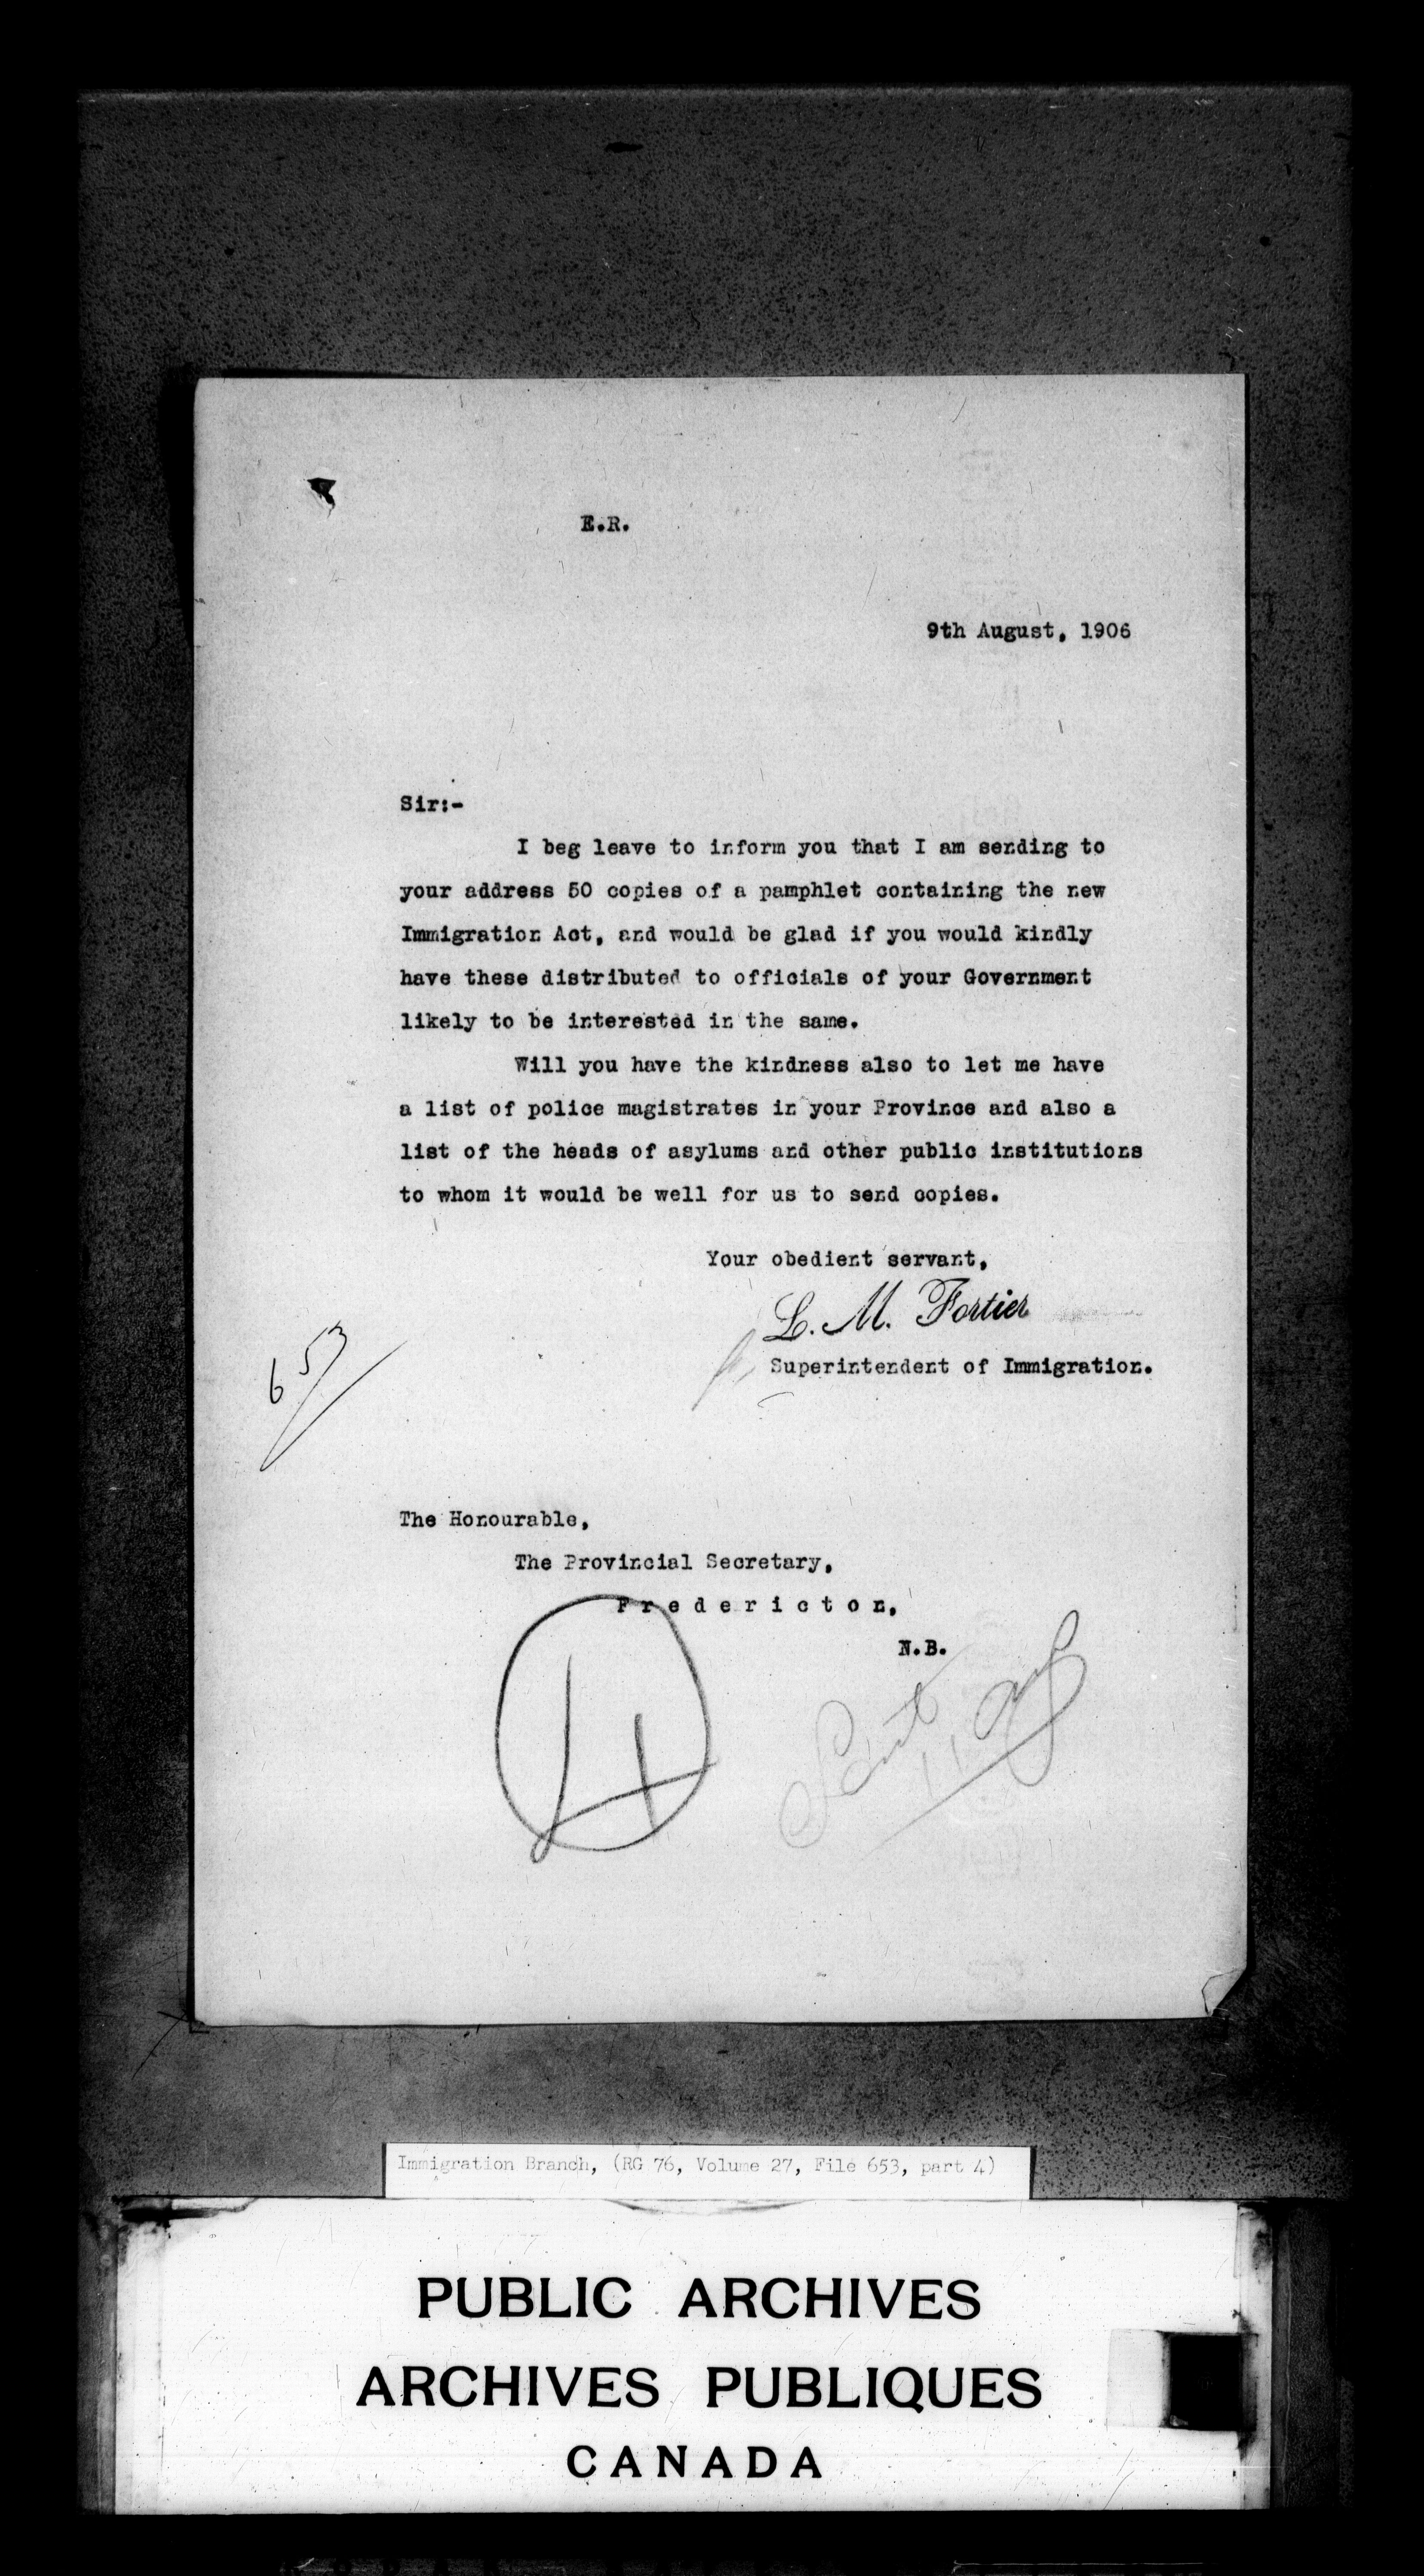 E.R.
9th August, 1906
Sir:-
I beg leave to inform you that I am sending to
your address 50 copies of a pamphlet containing the new
Immigration Act, and would be glad if you would kindly
have these distributed to officials of your Government
likely to be interested in the same.
Will you have the kindness also to let me have
a list of police magistrates in your Province and also a
list of the heads of asylums and other public institutions
to whom it would be well for us to send copies.
Your obedient servant,
L. M. Fortier
Superintendent of Immigration.
653
The Honourable,
The Provincial Secretary,
Fredericton,
N.B.
4
Sent
11 Aug
Immigration Branch, (RG 76, Volume 27, File 653, part 4)
PUBLIC ARCHIVES
ARCHIVES PUBLIQUES
CANADA